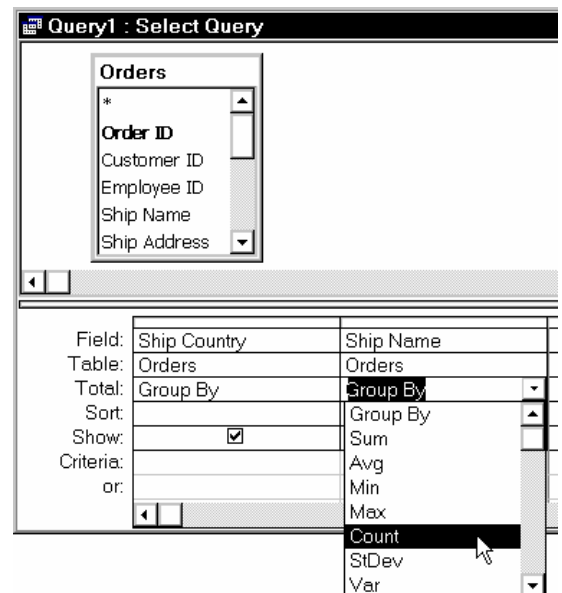 Query1 : Select Query
Orders
*
Order ID
Customer ID
Employee ID
Ship Name
Ship Address
Field: Ship Country Ship Name
Table: Orders Orders
Total: Group By Group By
Sort: Group By
Show: Sum
Criteria: Avg
or: Min
Max
Count
StDev
Var